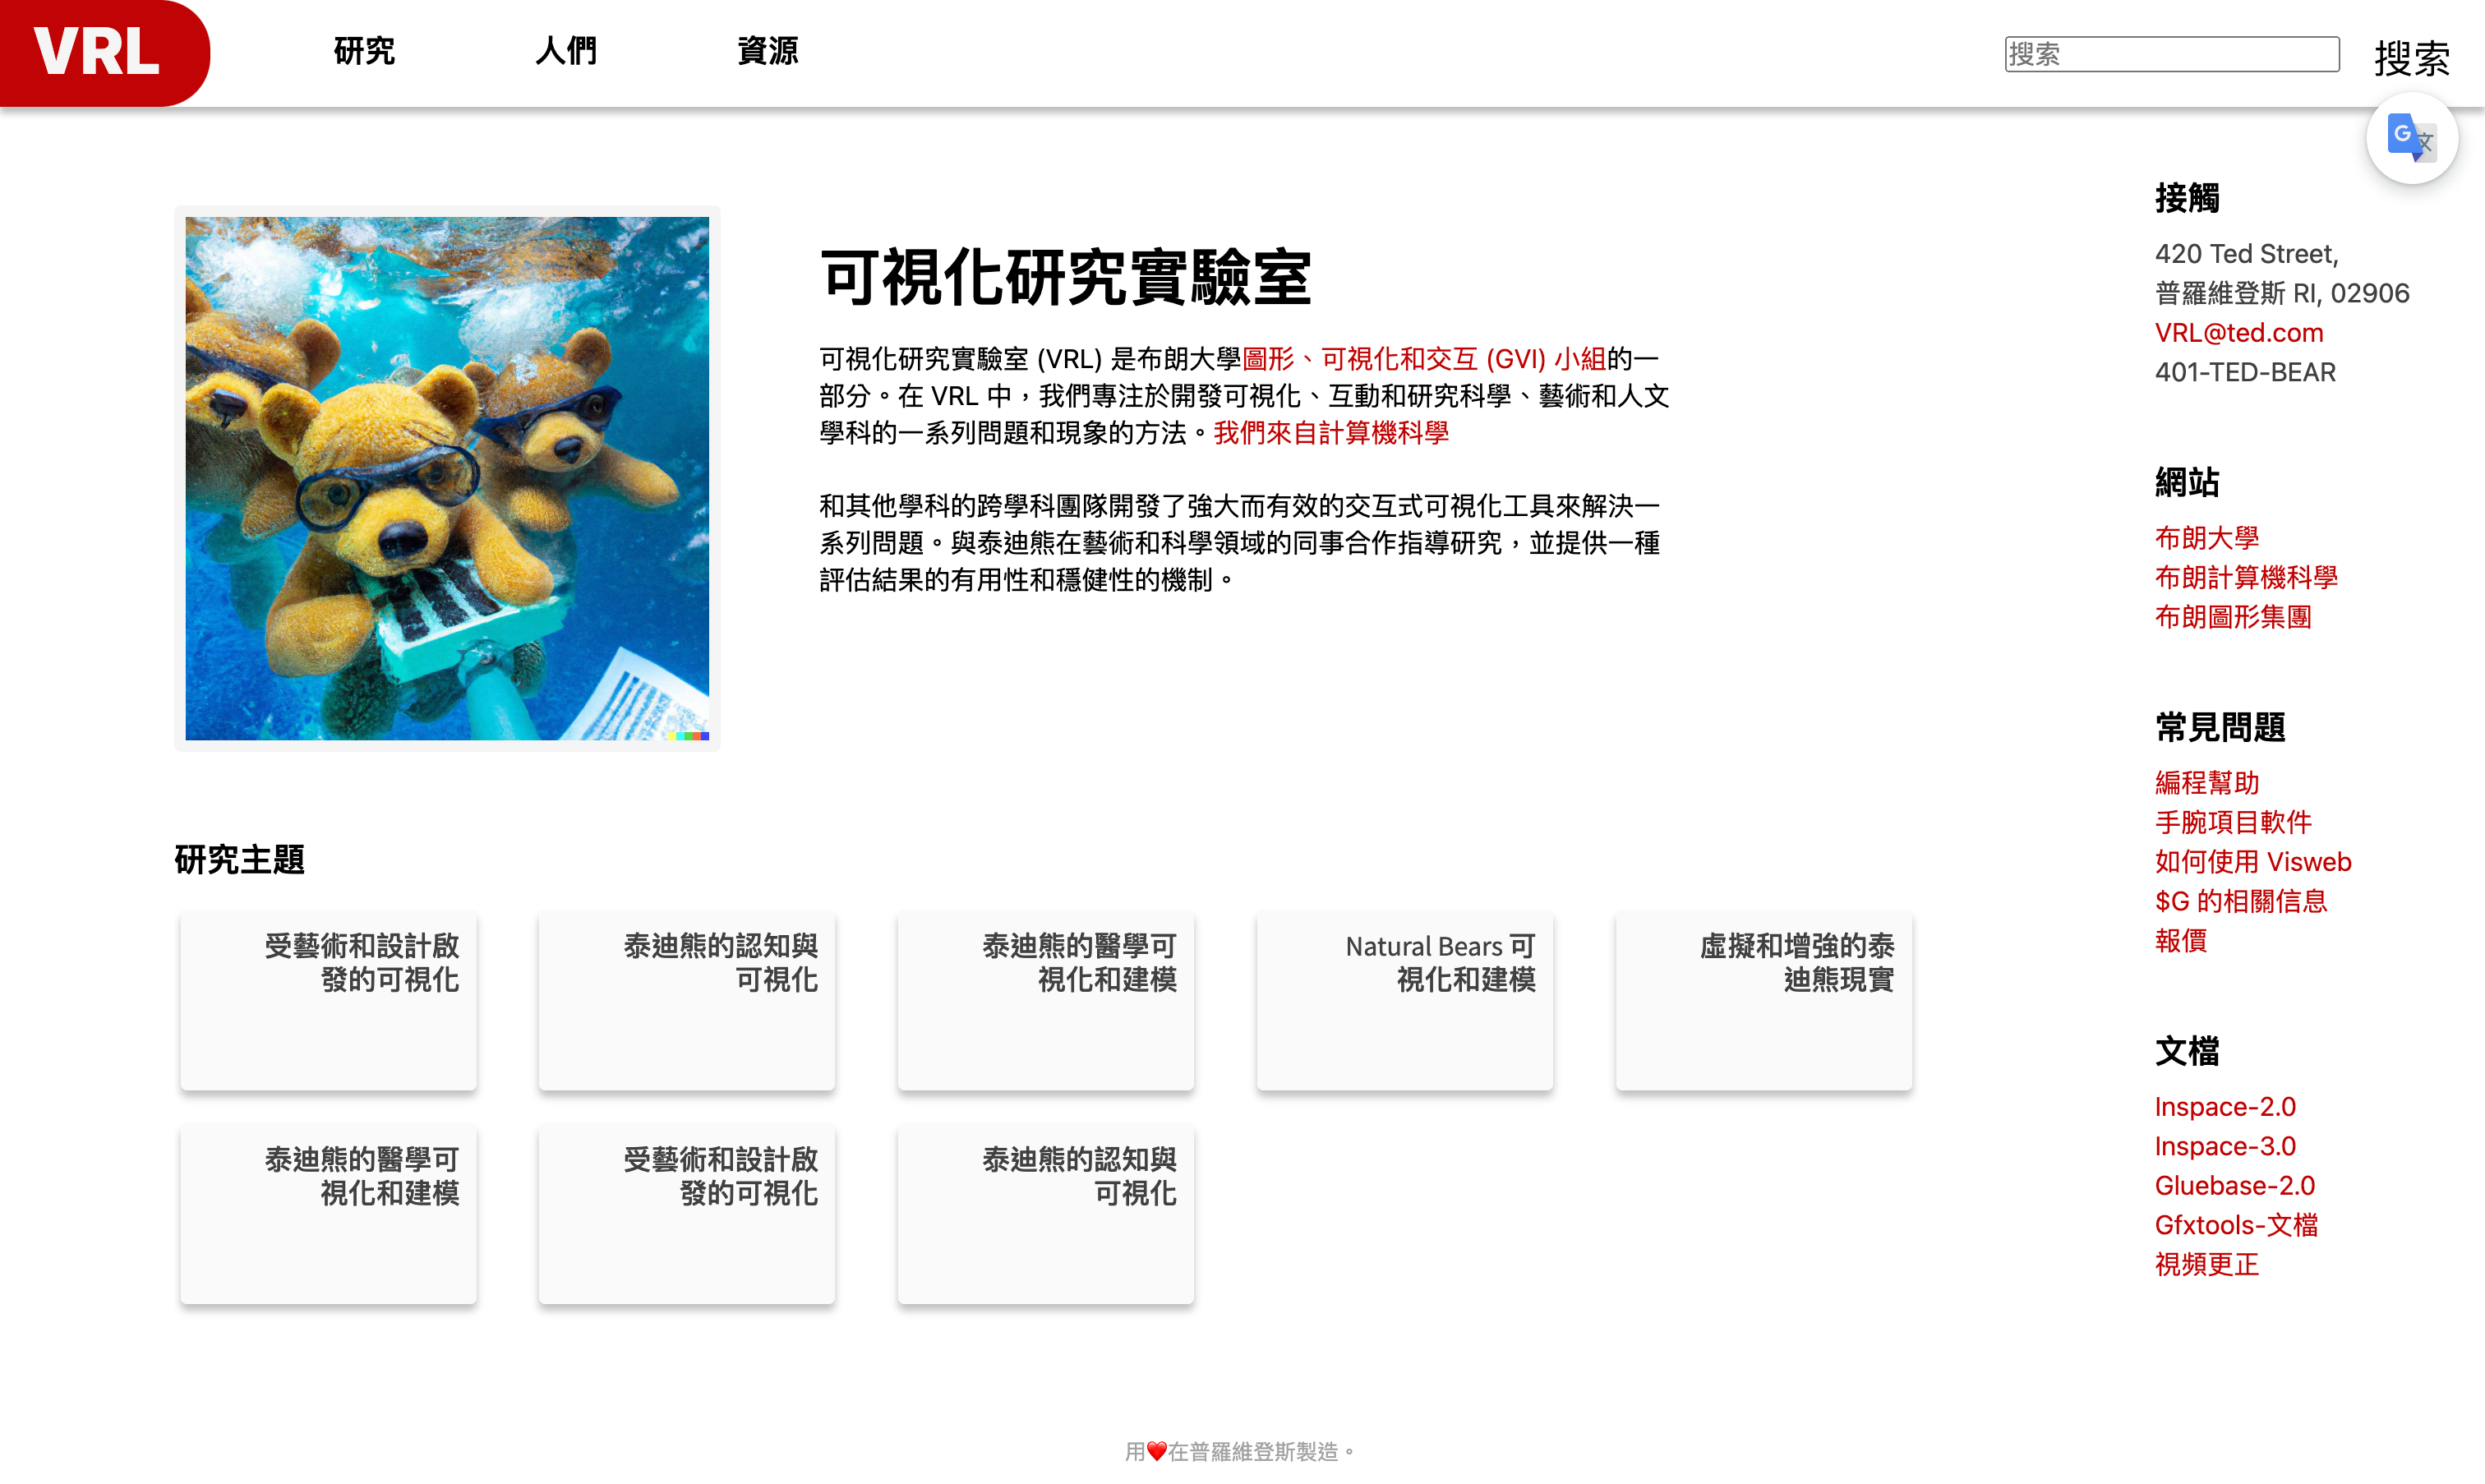 VRL
研究
人們
資源
搜索
搜索
可視化研究實驗室
可視化研究實驗室 (VRL) 是布朗大學圖形、可視化和交互 (GVI) 小組的一
部分。在 VRL 中，我們專注於開發可視化、互動和研究科學、藝術和人文
學科的一系列問題和現象的方法。我們來自計算機科學
和其他學科的跨學科團隊開發了強大而有效的交互式可視化工具來解決一
系列問題。與泰迪熊在藝術和科學領域的同事合作指導研究，並提供一種
評估結果的有用性和穩健性的機制。
研究主題
受藝術和設計啟
發的可視化
泰迪熊的認知與
可視化
泰迪熊的醫學可
視化和建模
Natural Bears 可
視化和建模
虛擬和增強的泰
迪熊現實
泰迪熊的醫學可
視化和建模
受藝術和設計啟
發的可視化
泰迪熊的認知與
可視化
接觸
420 Ted Street,
普羅維登斯 RI, 02906
VRL@ted.com
401-TED-BEAR
網站
布朗大學
布朗計算機科學
布朗圖形集團
常見問題
編程幫助
手腕項目軟件
如何使用 Visweb
$G 的相關信息
報價
文檔
Inspace-2.0
Inspace-3.0
Gluebase-2.0
Gfxtools-文檔
視頻更正
用❤️在普羅維登斯製造。